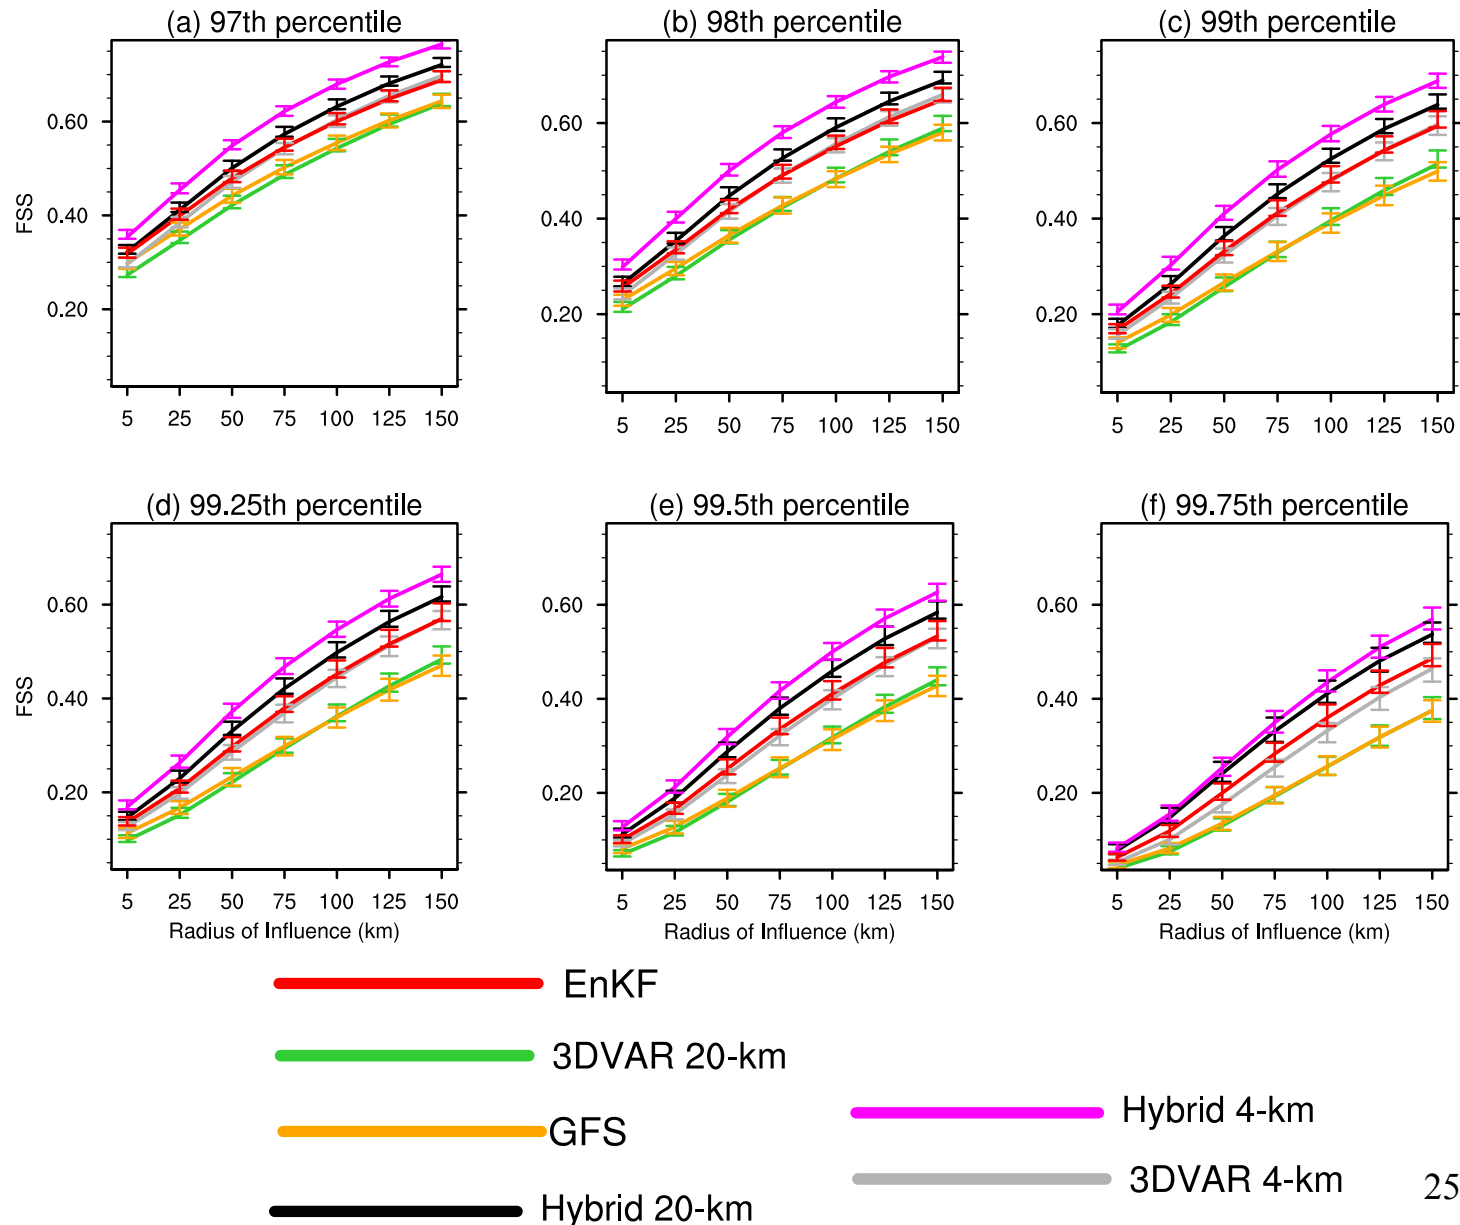 (a) 97th percentile
(b) 98th percentile
(c) 99th percentile
FSS
0.60
0.40
0.20
5 25 50 75 100 125 150
0.60
0.40
0.20
5 25 50 75 100 125 150
0.60
0.40
0.20
5 25 50 75 100 125 150
(d) 99.25th percentile
(e) 99.5th percentile
(f) 99.75th percentile
FSS
0.60
0.40
0.20
5 25 50 75 100 125 150
Radius of Influence (km)
0.60
0.40
0.20
5 25 50 75 100 125 150
Radius of Influence (km)
0.60
0.40
0.20
5 25 50 75 100 125 150
Radius of Influence (km)
EnKF
3DVAR 20-km
GFS
Hybrid 20-km
Hybrid 4-km
3DVAR 4-km
25